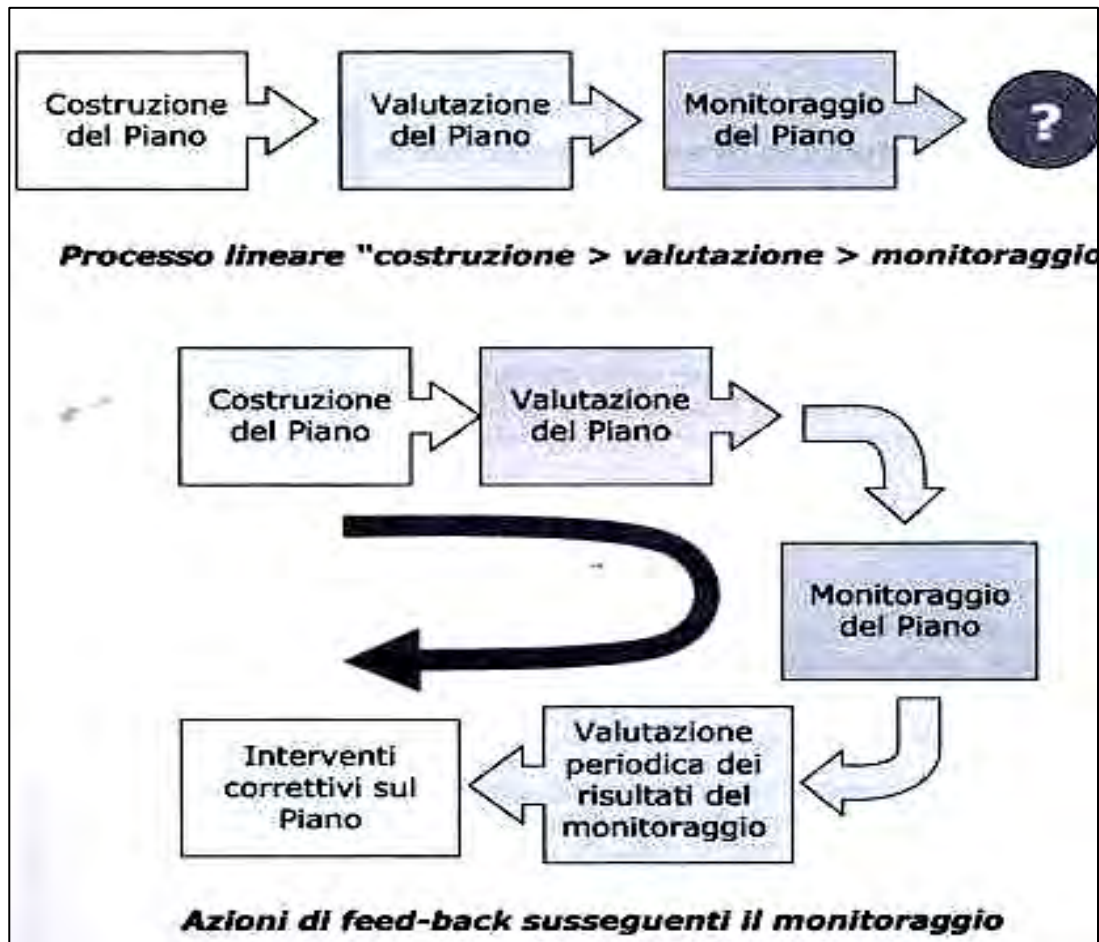 Costruzione
del Piano
Valutazione
del Piano
Monitoraggio
del Piano
?
Processo lineare "costruzione > valutazione > monitoraggio
Costruzione
del Piano
Valutazione
del Piano
Monitoraggio
del Piano
Valutazione
periodica dei
risultati del
monitoraggio
Interventi
correttivi sul
Piano
Azioni di feed-back susseguenti il monitoraggio